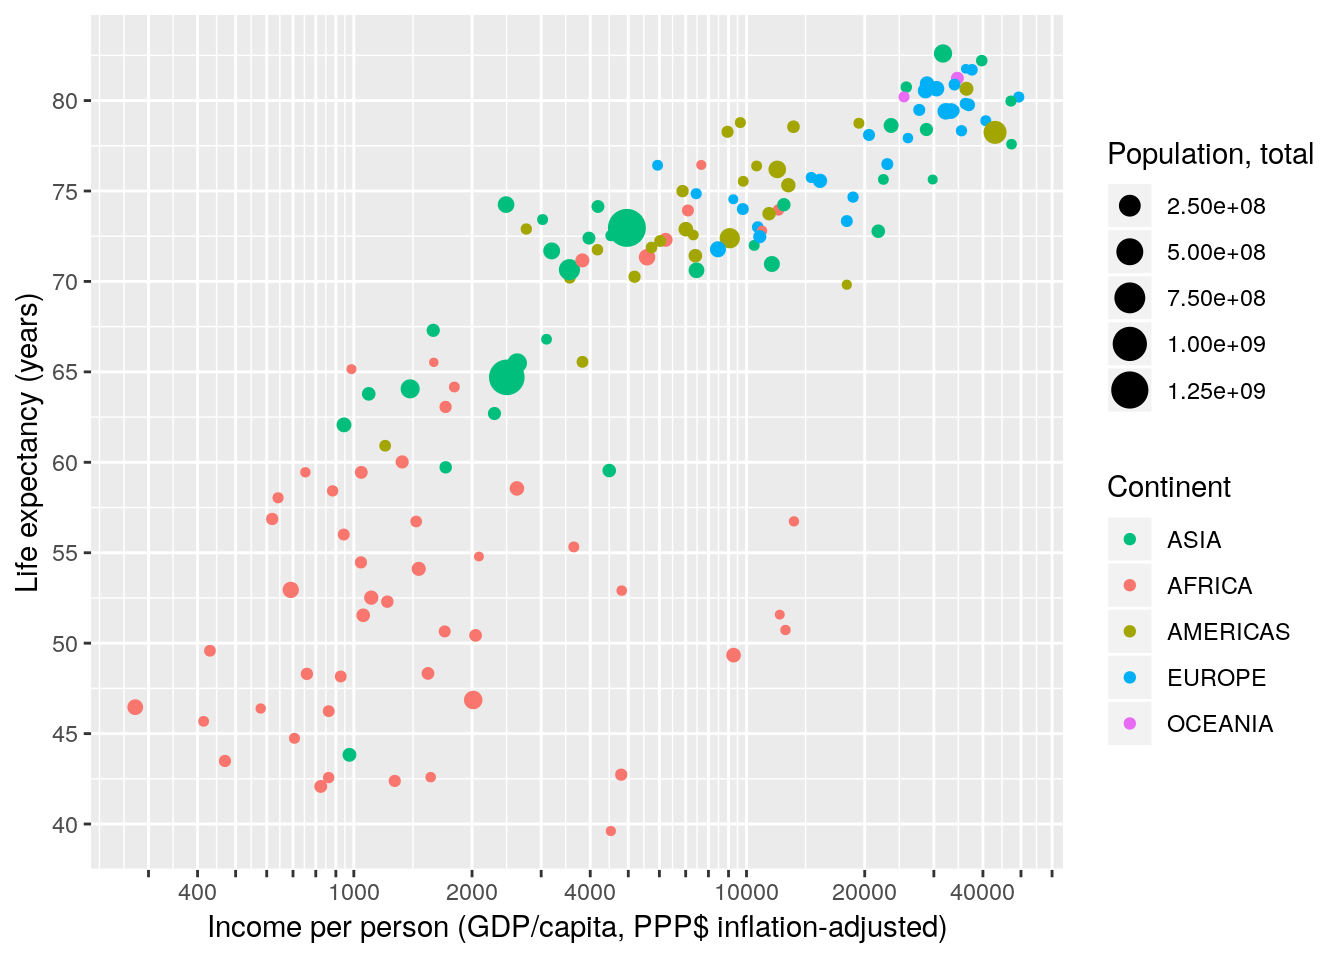 80
75
70
65
60
55
50
45
40
Life expectancy (years)
400 1000 2000 4000 10000 20000 40000
Income per person (GDP/capita, PPP$ inflation-adjusted)
Population, total
2.50e+08
5.00e+08
7.50e+08
1.00e+09
1.25e+09
Continent
ASIA
AFRICA
AMERICAS
EUROPE
OCEANIA